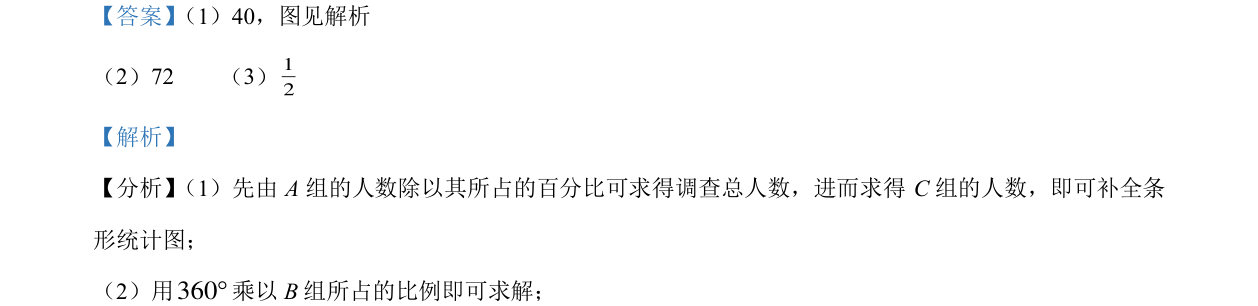 【答案】（1）40，图见解析
（2）72 （3）1/2
【解析】
【分析】（1）先由 A 组的人数除以其所占的百分比可求得调查总人数，进而求得 C 组的人数，即可补全条
形统计图；
（2）用360°乘以 B 组所占的比例即可求解；